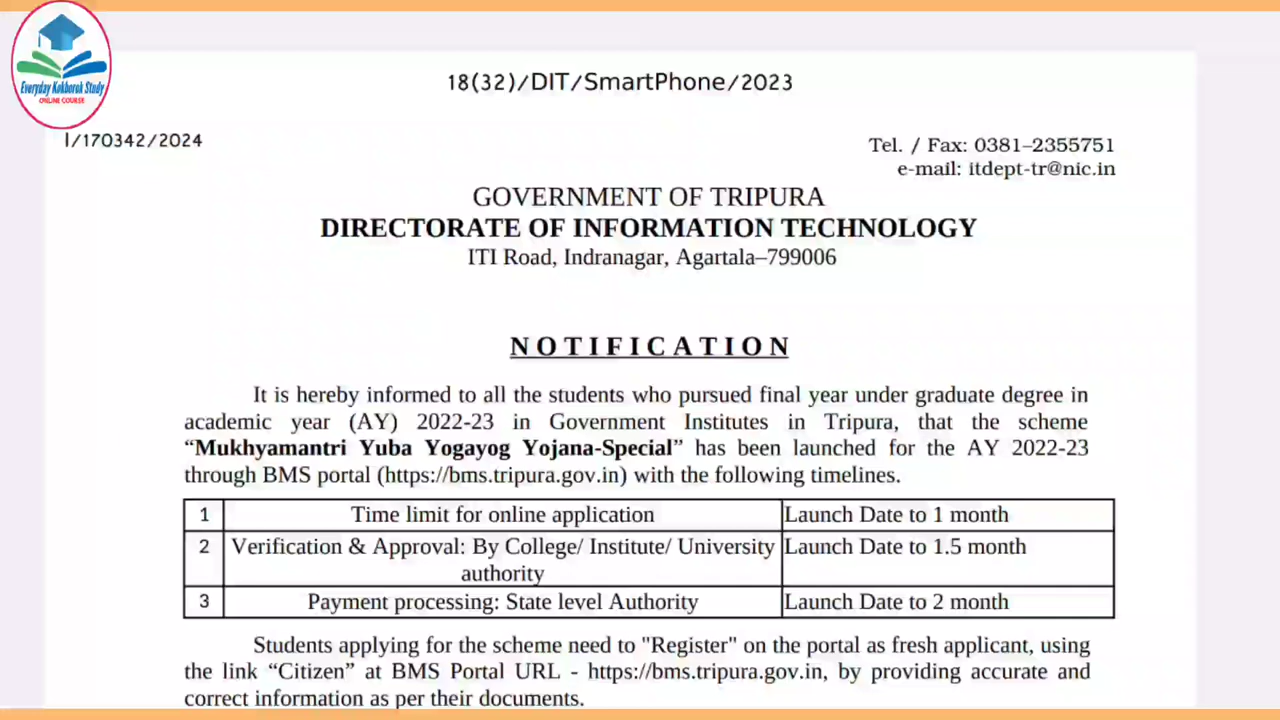 Everyday Kokborok Study
ONLINE COURSE
18(32)/DIT/SmartPhone/2023
I/170342/2024
Tel. / Fax: 0381–2355751
e-mail: itdept-tr@nic.in
GOVERNMENT OF TRIPURA
DIRECTORATE OF INFORMATION TECHNOLOGY
ITI Road, Indranagar, Agartala–799006
NOTIFICATION
It is hereby informed to all the students who pursued final year under graduate degree in
academic year (AY) 2022-23 in Government Institutes in Tripura, that the scheme
“Mukhyamantri Yuba Yogayog Yojana-Special” has been launched for the AY 2022-23
through BMS portal (https://bms.tripura.gov.in) with the following timelines.
1 Time limit for online application Launch Date to 1 month
2 Verification & Approval: By College/ Institute/ University Launch Date to 1.5 month
authority
3 Payment processing: State level Authority Launch Date to 2 month
Students applying for the scheme need to "Register" on the portal as fresh applicant, using
the link “Citizen” at BMS Portal URL - https://bms.tripura.gov.in, by providing accurate and
correct information as per their documents.